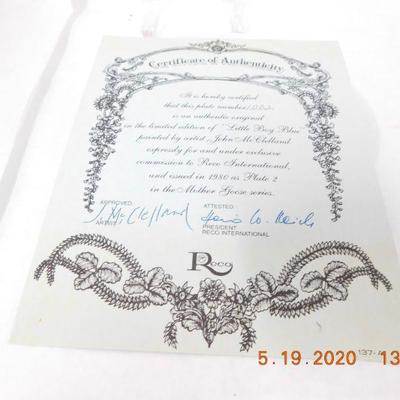 Certificate of Authenticity
It is hereby certified
that this plate number
is an authentic original
in the limited edition of "Little Boy Blue"
painted by artist, John McClelland
expressly for and under exclusive
commission to Reco International,
and issued in 1980 as Plate 2
in the Mother Goose series.
APPROVED: ATTESTED:
J. McClelland
ARTIST PRESIDENT
RECO INTERNATIONAL
Reco
137-A
5.19.2020 13